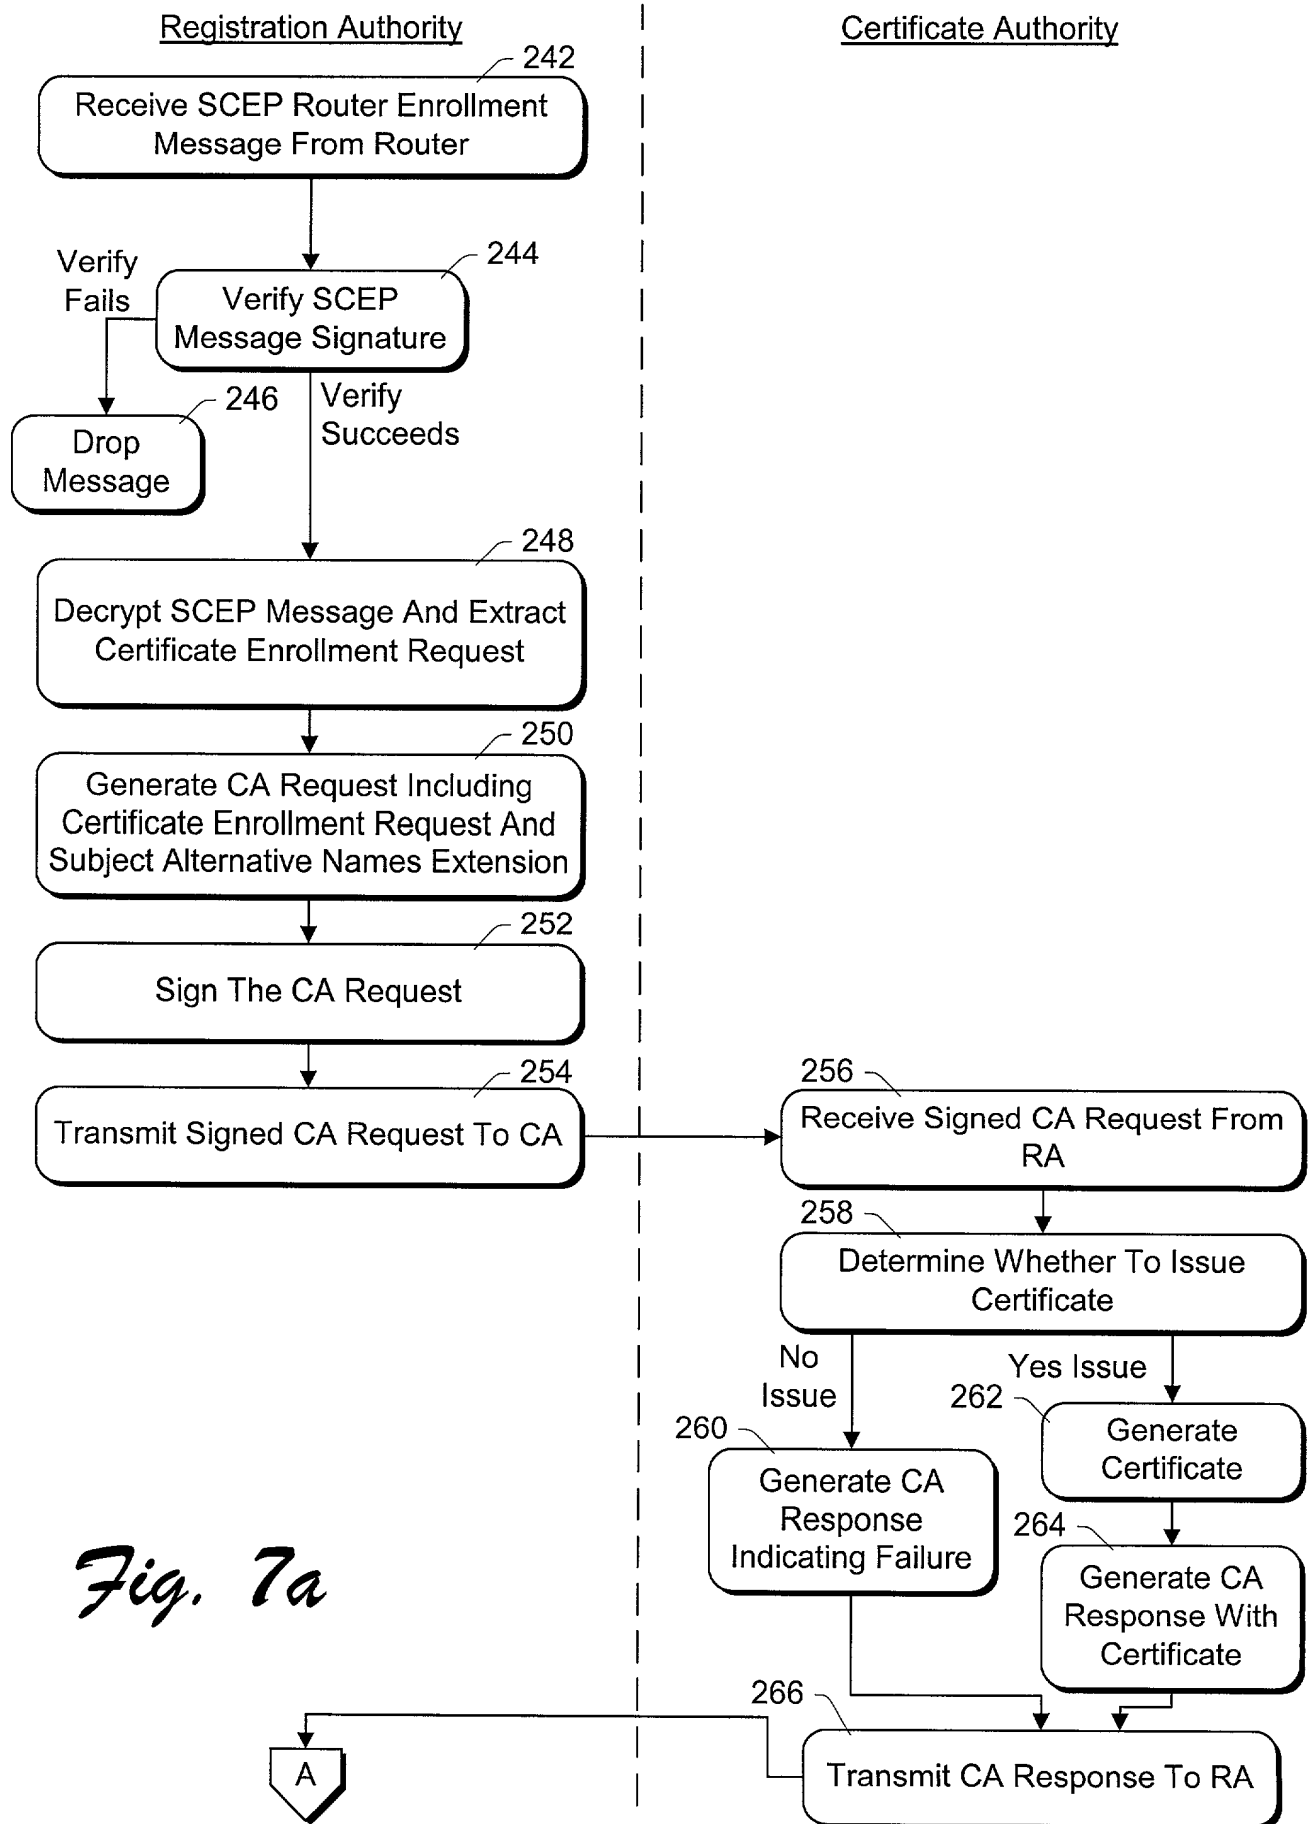 Registration Authority
Certificate Authority
242
Receive SCEP Router Enrollment
Message From Router
244
Verify
Fails
Verify SCEP
Message Signature
246
Verify
Succeeds
Drop
Message
248
Decrypt SCEP Message And Extract
Certificate Enrollment Request
250
Generate CA Request Including
Certificate Enrollment Request And
Subject Alternative Names Extension
252
Sign The CA Request
254
Transmit Signed CA Request To CA
256
Receive Signed CA Request From
RA
258
Determine Whether To Issue
Certificate
No
Issue
Yes Issue
260
Generate CA
Response
Indicating Failure
262
Generate
Certificate
264
Generate CA
Response With
Certificate
266
Transmit CA Response To RA
A
Fig. 7a